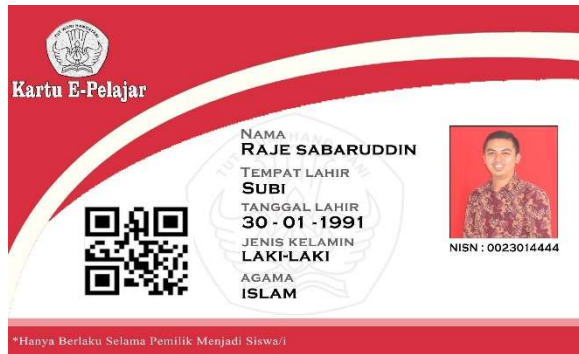 Kartu E-Pelajar
NAMA
RAJE SABARUDDIN
TEMPAT LAHIR
SUBI
TANGGAL LAHIR
30 - 01 -1991
JENIS KELAMIN
LAKI-LAKI
AGAMA
ISLAM
NISN : 0023014444
*Hanya Berlaku Selama Pemilik Menjadi Siswa/i